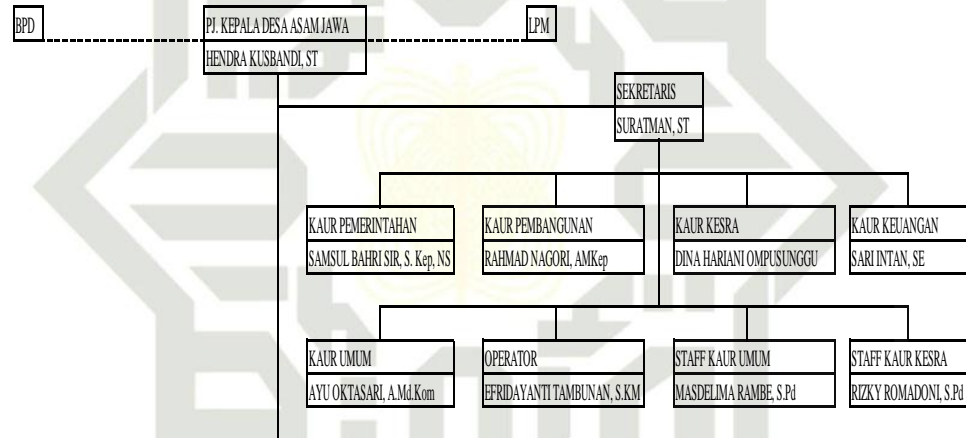 BPD
PJ. KEPALA DESA ASAM JAWA
LPM
HENDRA KUSBANDI, ST
SEKRETARIS
SURATMAN, ST
KAUR PEMERINTAHAN
SAMSUL BAHRI SIR, S. Kep, NS
KAUR PEMBANGUNAN
RAHMAD NAGORI, AMKep
KAUR KESRA
DINA HARIANI OMPUSUNGGU
KAUR KEUANGAN
SARI INTAN, SE
KAUR UMUM
AYU OKTASARI, A.Md.Kom
OPERATOR
EFRIDAYANTI TAMBUNAN, S.KM
STAFF KAUR UMUM
MASDELIMA RAMBE, S.Pd
STAFF KAUR KESRA
RIZKY ROMADONI, S.Pd